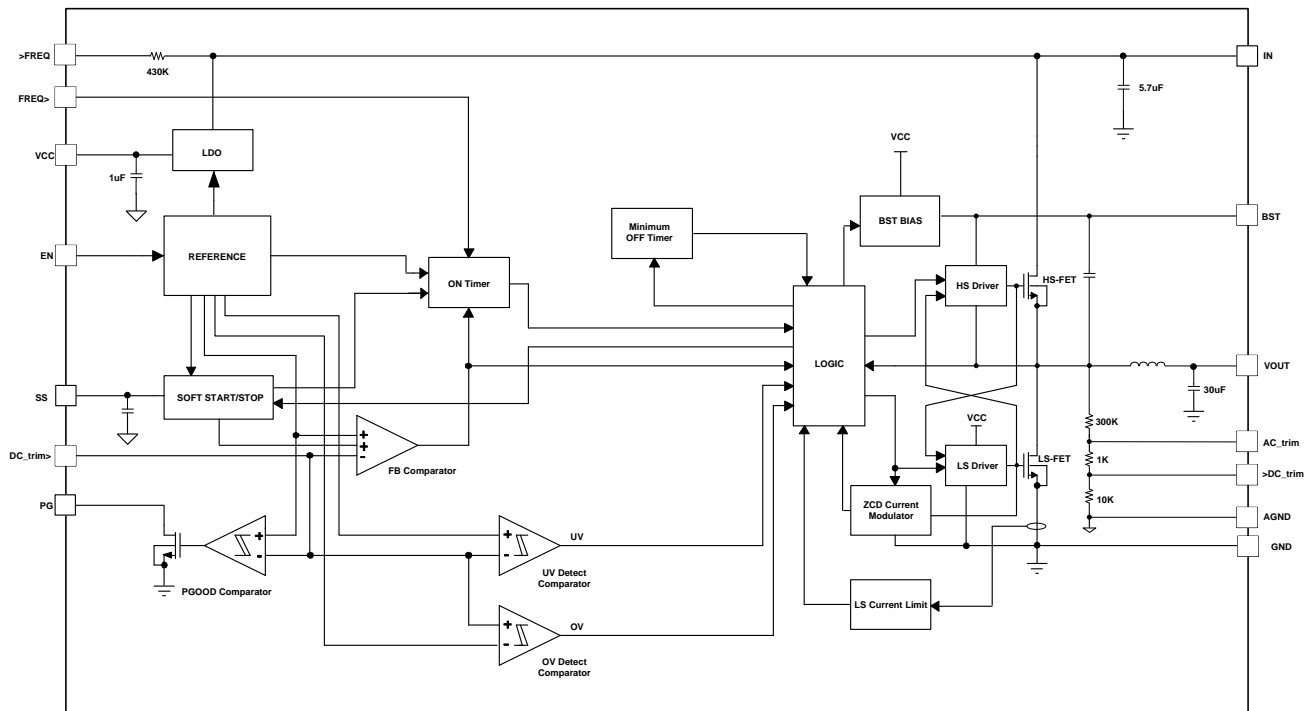 >FREQ
430K
IN
5.7uF
FREQ>
VCC
LDO
1uF
VCC
BST BIAS
BST
Minimum
OFF Timer
EN
REFERENCE
ON Timer
HS Driver
HS-FET
LOGIC
VOUT
30uF
SS
SOFT START/STOP
VCC
300K
AC_trim
DC_trim>
+
+
-
FB Comparator
LS Driver
LS-FET
1K
>DC_trim
PG
ZCD Current
Modulator
10K
AGND
+
-
PGOOD Comparator
+
-
UV
UV Detect
Comparator
GND
LS Current Limit
+
-
OV
OV Detect
Comparator